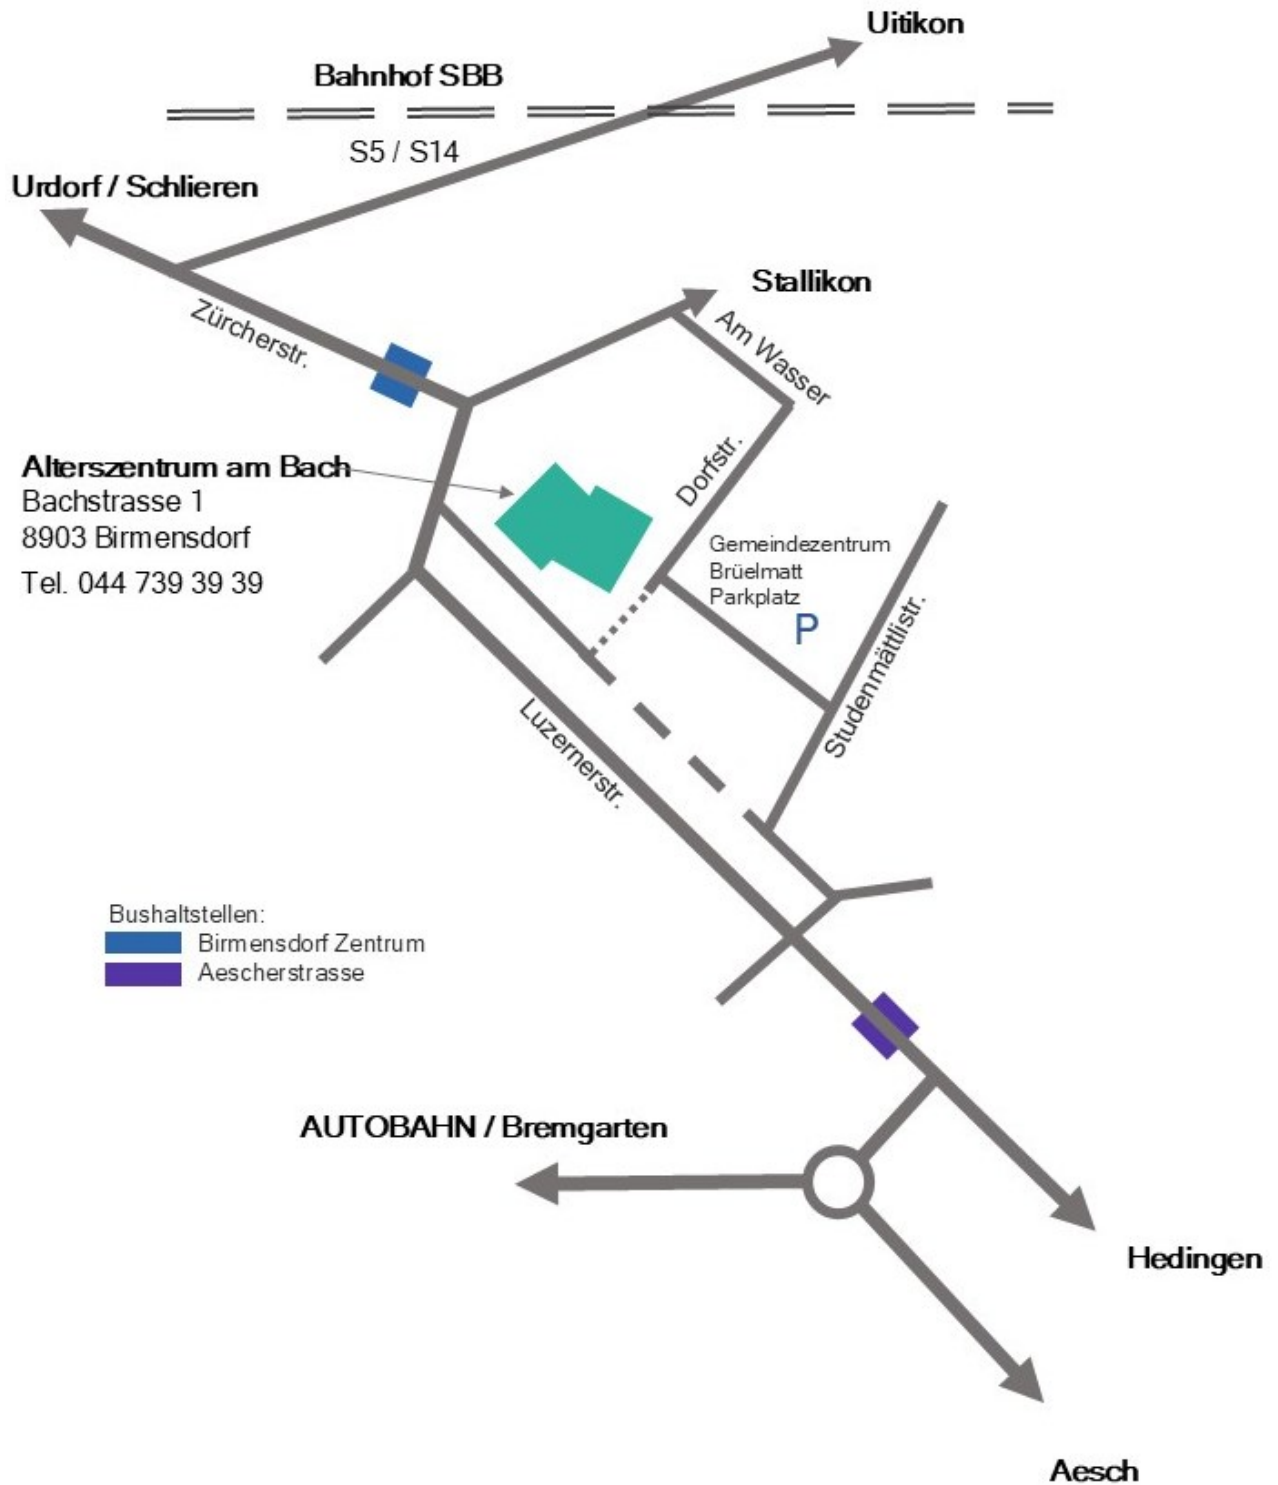 Uitikon
Bahnhof SBB
S5 / S14
Urdorf / Schlieren
Zürcherstr.
Stallikon
Am Wasser
Dorfstr.
Alterszentrum am Bach
Bachstrasse 1
8903 Birmensdorf
Tel. 044 739 39 39
Gemeindezentrum
Brüelmatt
Parkplatz
P
Studenmättlistr.
Luzernerstr.
Bushaltstellen:
Birmensdorf Zentrum
Aescherstrasse
AUTOBAHN / Bremgarten
Hedingen
Aesch